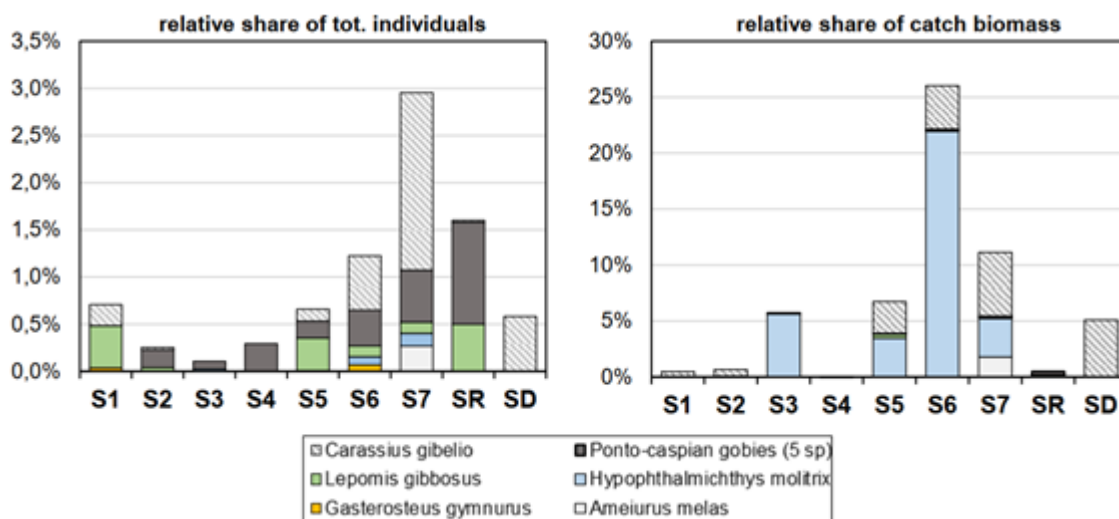 relative share of tot. individuals
3,5%
3,0%
2,5%
2,0%
1,5%
1,0%
0,5%
0,0%
S1 S2 S3 S4 S5 S6 S7 SR SD
relative share of catch biomass
30%
25%
20%
15%
10%
5%
0%
S1 S2 S3 S4 S5 S6 S7 SR SD
Carassius gibelio
Ponto-caspian gobies (5 sp)
Lepomis gibbosus
Hypophthalmichthys molitrix
Gasterosteus gymnurus
Ameiurus melas